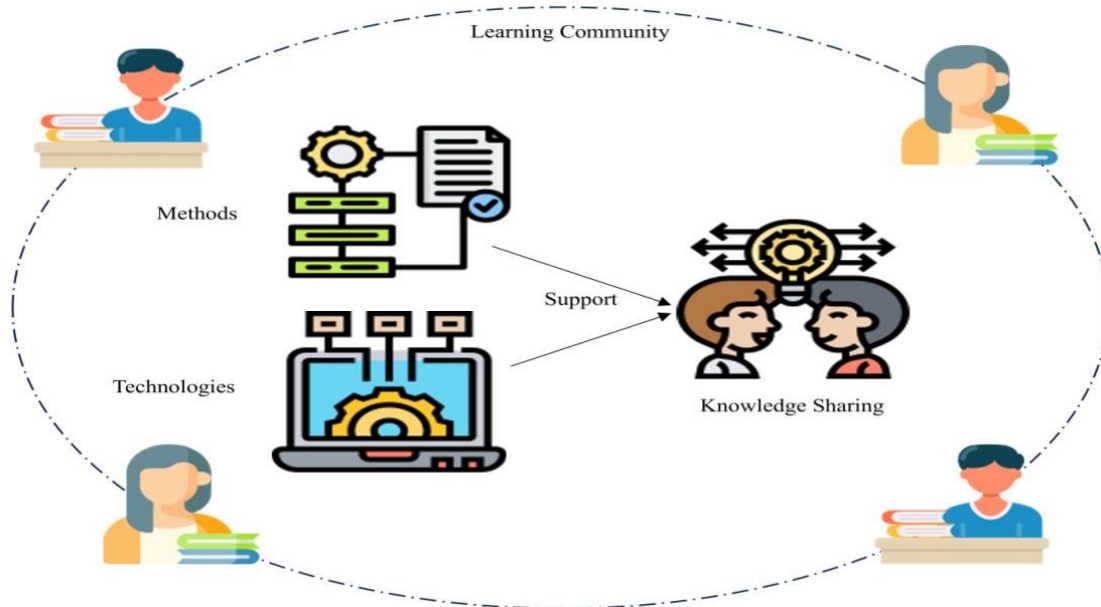 Learning Community
Methods
Support
Technologies
Knowledge Sharing